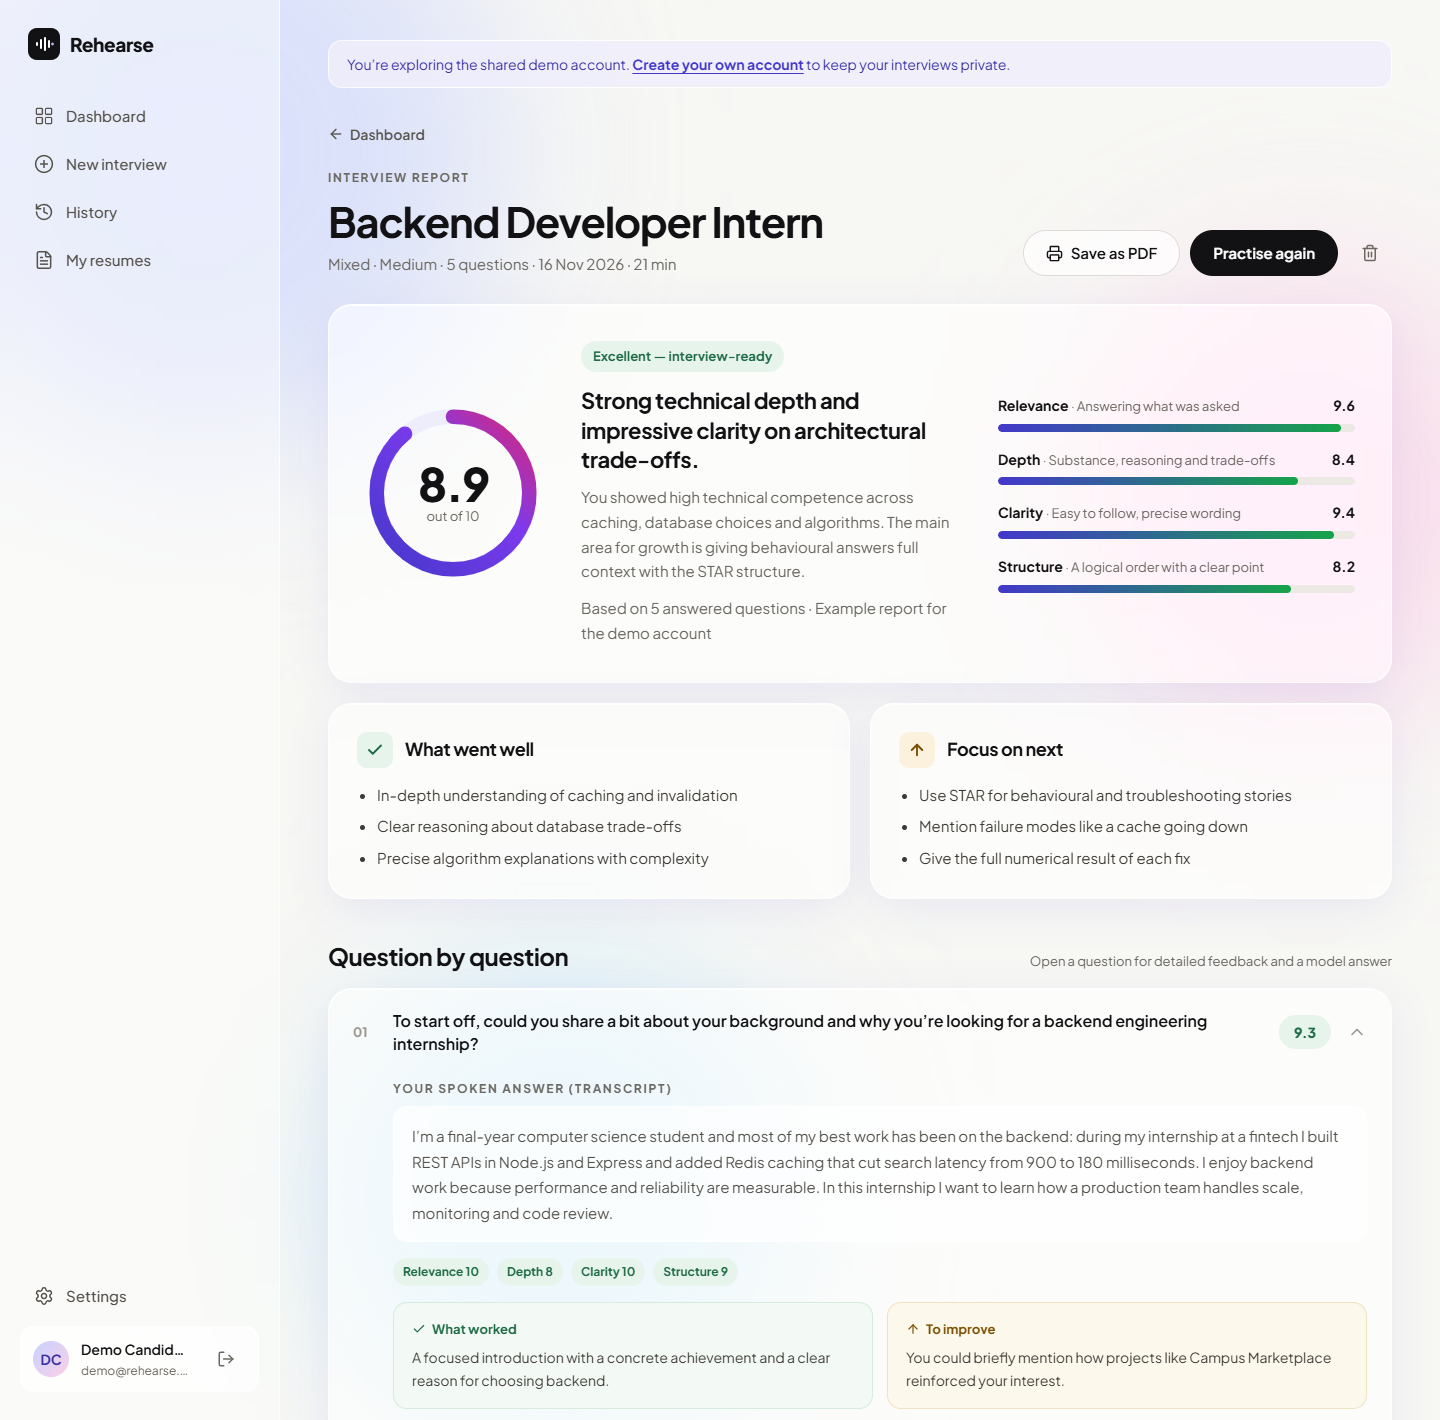 Rehearse
Dashboard
New interview
History
My resumes
Settings
DC
Demo Candid...
demo@rehearse....
You're exploring the shared demo account. Create your own account to keep your interviews private.
Dashboard
INTERVIEW REPORT
Backend Developer Intern
Mixed · Medium · 5 questions · 16 Nov 2026 · 21 min
Save as PDF
Practise again
8.9
out of 10
Excellent — interview-ready
Strong technical depth and
impressive clarity on architectural
trade-offs.
You showed high technical competence across
caching, database choices and algorithms. The main
area for growth is giving behavioural answers full
context with the STAR structure.
Based on 5 answered questions · Example report for
the demo account
Relevance · Answering what was asked 9.6
Depth · Substance, reasoning and trade-offs 8.4
Clarity · Easy to follow, precise wording 9.4
Structure · A logical order with a clear point 8.2
What went well
• In-depth understanding of caching and invalidation
• Clear reasoning about database trade-offs
• Precise algorithm explanations with complexity
Focus on next
• Use STAR for behavioural and troubleshooting stories
• Mention failure modes like a cache going down
• Give the full numerical result of each fix
Question by question
Open a question for detailed feedback and a model answer
01
To start off, could you share a bit about your background and why you're looking for a backend engineering
internship?
9.3
YOUR SPOKEN ANSWER (TRANSCRIPT)
I'm a final-year computer science student and most of my best work has been on the backend: during my internship at a fintech I built
REST APIs in Node.js and Express and added Redis caching that cut search latency from 900 to 180 milliseconds. I enjoy backend
work because performance and reliability are measurable. In this internship I want to learn how a production team handles scale,
monitoring and code review.
Relevance 10
Depth 8
Clarity 10
Structure 9
What worked
A focused introduction with a concrete achievement and a clear
reason for choosing backend.
To improve
You could briefly mention how projects like Campus Marketplace
reinforced your interest.